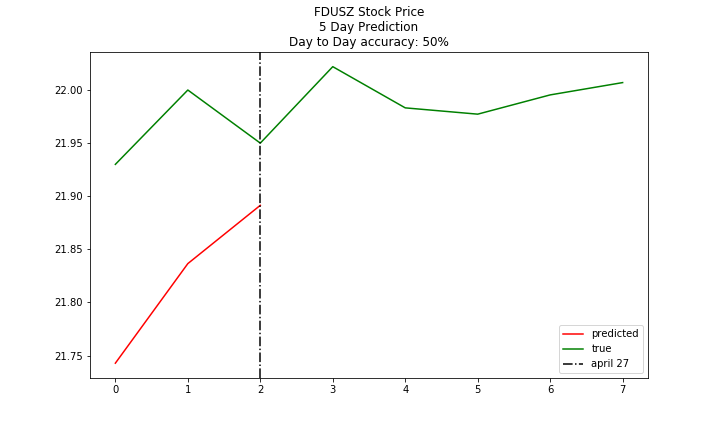 FDUSZ Stock Price
5 Day Prediction
Day to Day accuracy: 50%
22.00
21.95
21.90
21.85
21.80
21.75
0 1 2 3 4 5 6 7
predicted
true
april 27